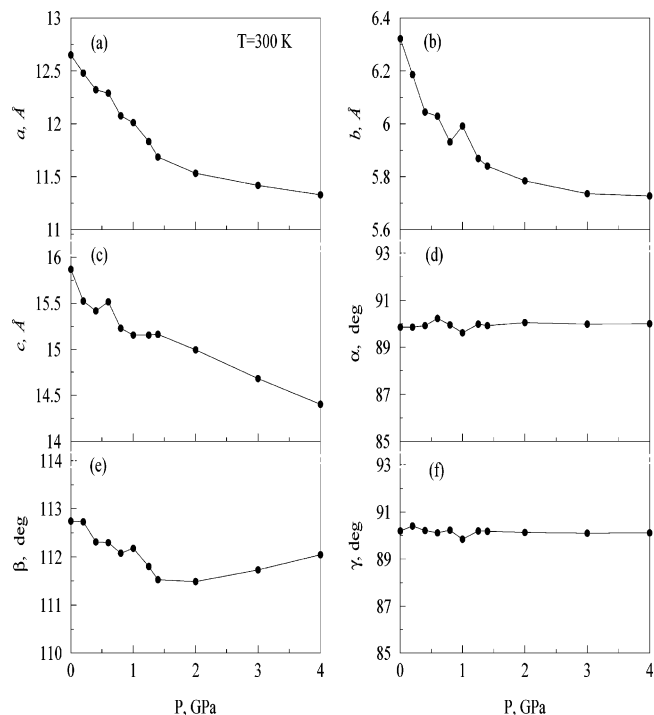 (a)
T=300 K
a, Å
13
12.5
12
11.5
11
(b)
b, Å
6.4
6.2
6
5.8
5.6
(c)
c, Å
16
15.5
15
14.5
14
(d)
α, deg
93
91
89
87
85
(e)
β, deg
114
113
112
111
110
0 1 2 3 4
P, GPa
(f)
γ, deg
93
91
89
87
85
0 1 2 3 4
P, GPa